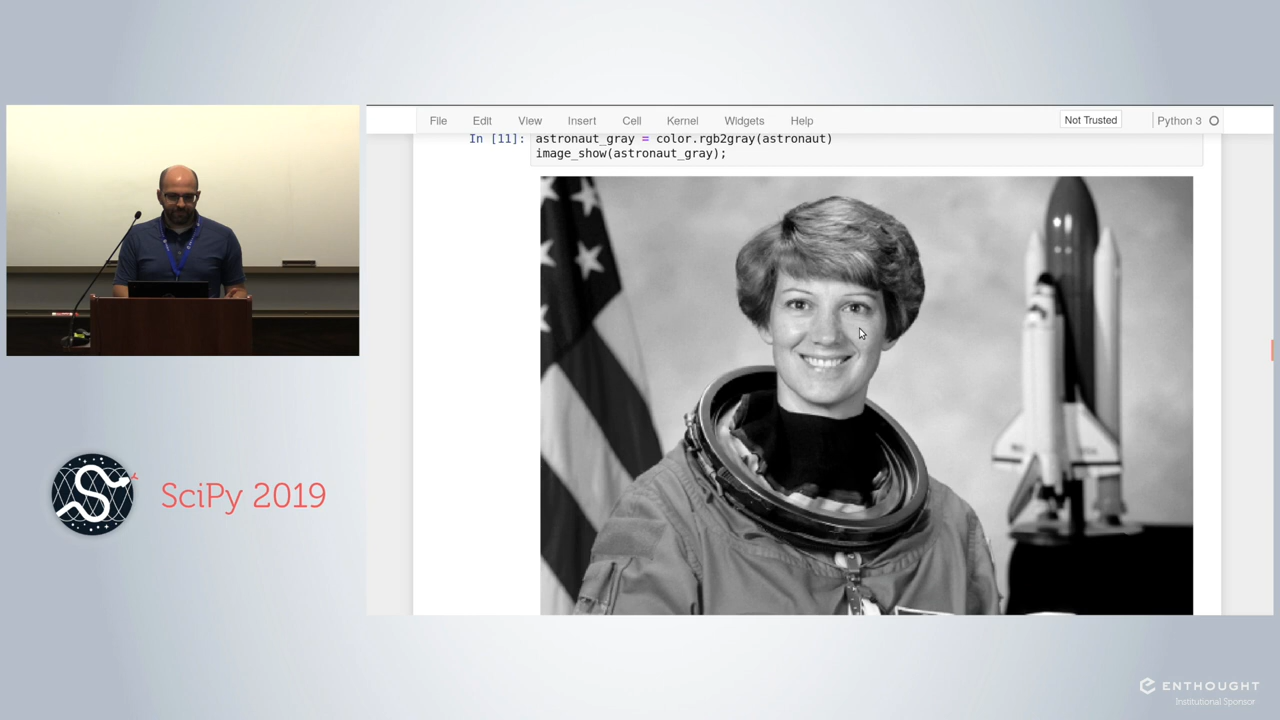 File Edit View Insert Cell Kernel Widgets Help Not Trusted Python 3
In [11]: astronaut_gray = color.rgb2gray(astronaut)
image_show(astronaut_gray);
SciPy 2019
ENTHOUGHT
Institutional Sponsor